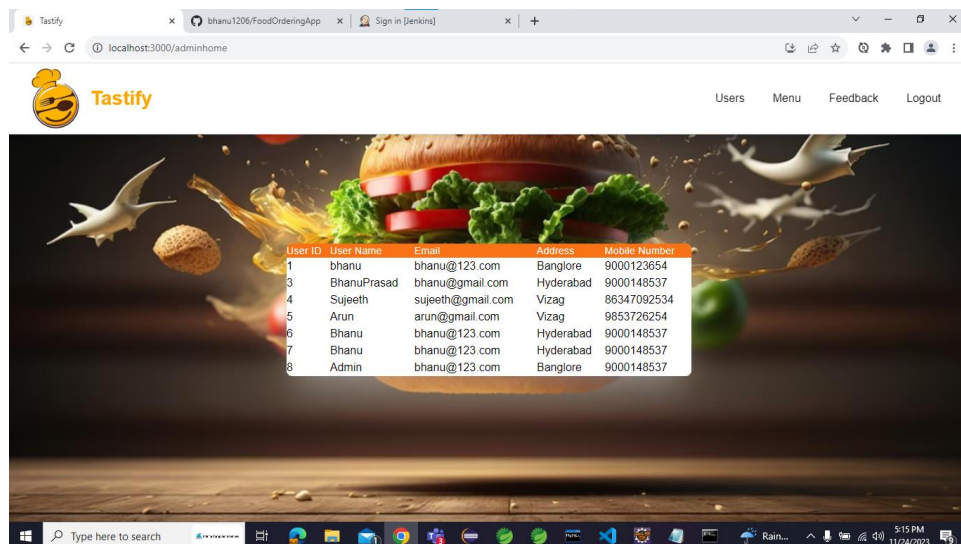 Tastify
bhanu1206/FoodOrderingApp
Sign in [Jenkins]
localhost:3000/adminhome
Tastify
Users Menu Feedback Logout
User ID User Name Email Address Mobile Number
1 bhanu bhanu@123.com Banglore 9000123654
3 BhanuPrasad bhanu@gmail.com Hyderabad 9000148537
4 Sujeeth sujeeth@gmail.com Vizag 86347092534
5 Arun arun@gmail.com Vizag 9853726254
6 Bhanu bhanu@123.com Hyderabad 9000148537
7 Bhanu bhanu@123.com Hyderabad 9000148537
8 Admin bhanu@123.com Banglore 9000148537
Type here to search
Rain...
5:15 PM
11/24/2023